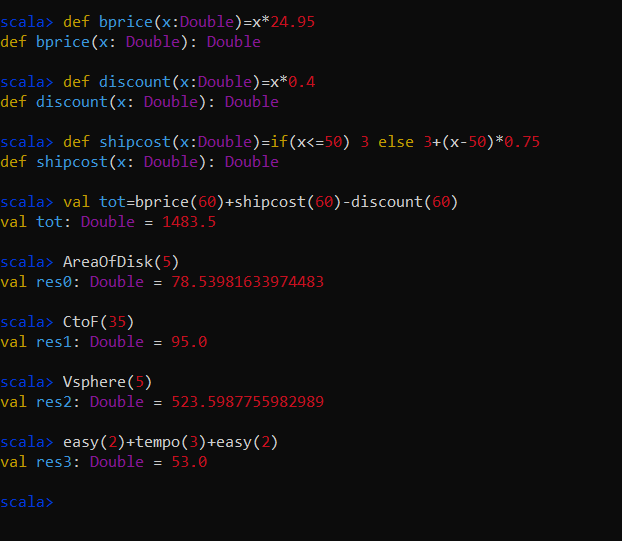 scala> def bprice(x:Double)=x*24.95
def bprice(x: Double): Double
scala> def discount(x:Double)=x*0.4
def discount(x: Double): Double
scala> def shipcost(x:Double)=if(x<=50) 3 else 3+(x-50)*0.75
def shipcost(x: Double): Double
scala> val tot=bprice(60)+shipcost(60)-discount(60)
val tot: Double = 1483.5
scala> AreaOfDisk(5)
val res0: Double = 78.53981633974483
scala> CtoF(35)
val res1: Double = 95.0
scala> Vsphere(5)
val res2: Double = 523.5987755982989
scala> easy(2)+tempo(3)+easy(2)
val res3: Double = 53.0
scala>